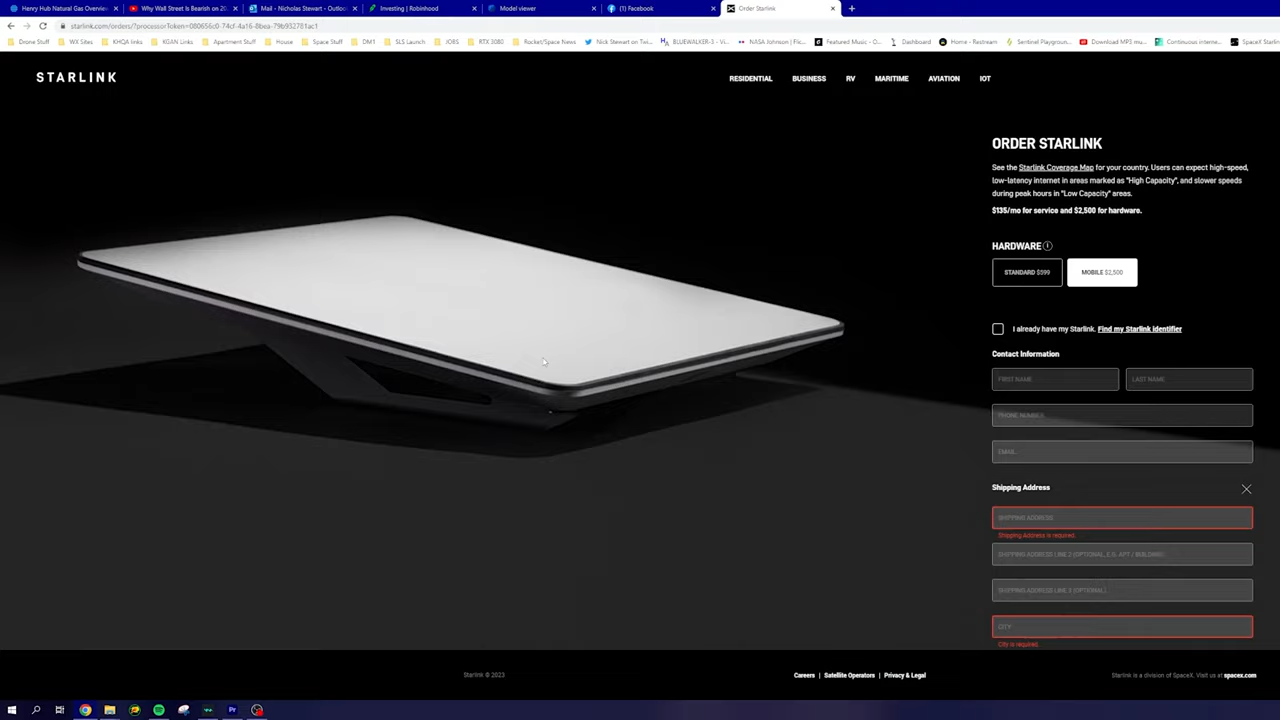 Henry Hub Natural Gas Overview
Why Wall Street Is Bearish on 20
Mail - Nicholas Stewart - Outloo
Investing | Robinhood
Model viewer
(1) Facebook
Order Starlink
starlink.com/orders/?processorToken=080656c0-74cf-4a16-8bea-79b932781ac1
Drone Stuff
WX Sites
KHQA links
KGAN Links
Apartment Stuff
House
Space Stuff
DM1
SLS Launch
JOBS
RTX 3080
Rocket/Space News
Nick Stewart on Twi...
BLUEWALKER-3 - Vi...
NASA Johnson | Flic...
Featured Music - O...
Dashboard
Home - Restream
Sentinel Playgroun...
Download MP3 mu...
Continuous interne...
SpaceX Starlin
STARLINK
RESIDENTIAL
BUSINESS
RV
MARITIME
AVIATION
IOT
ORDER STARLINK
See the Starlink Coverage Map for your country. Users can expect high-speed,
low-latency internet in areas marked as "High Capacity", and slower speeds
during peak hours in "Low Capacity" areas.
$135/mo for service and $2,500 for hardware.
HARDWARE
STANDARD $599
MOBILE $2,500
I already have my Starlink. Find my Starlink identifier
Contact Information
FIRST NAME
LAST NAME
PHONE NUMBER
EMAIL
Shipping Address
SHIPPING ADDRESS
Shipping Address is required.
SHIPPING ADDRESS LINE 2 (OPTIONAL, E.G. APT / BUILDING)
SHIPPING ADDRESS LINE 3 (OPTIONAL)
CITY
City is required.
Starlink © 2023
Careers | Satellite Operators | Privacy & Legal
Starlink is a division of SpaceX. Visit us at spacex.com